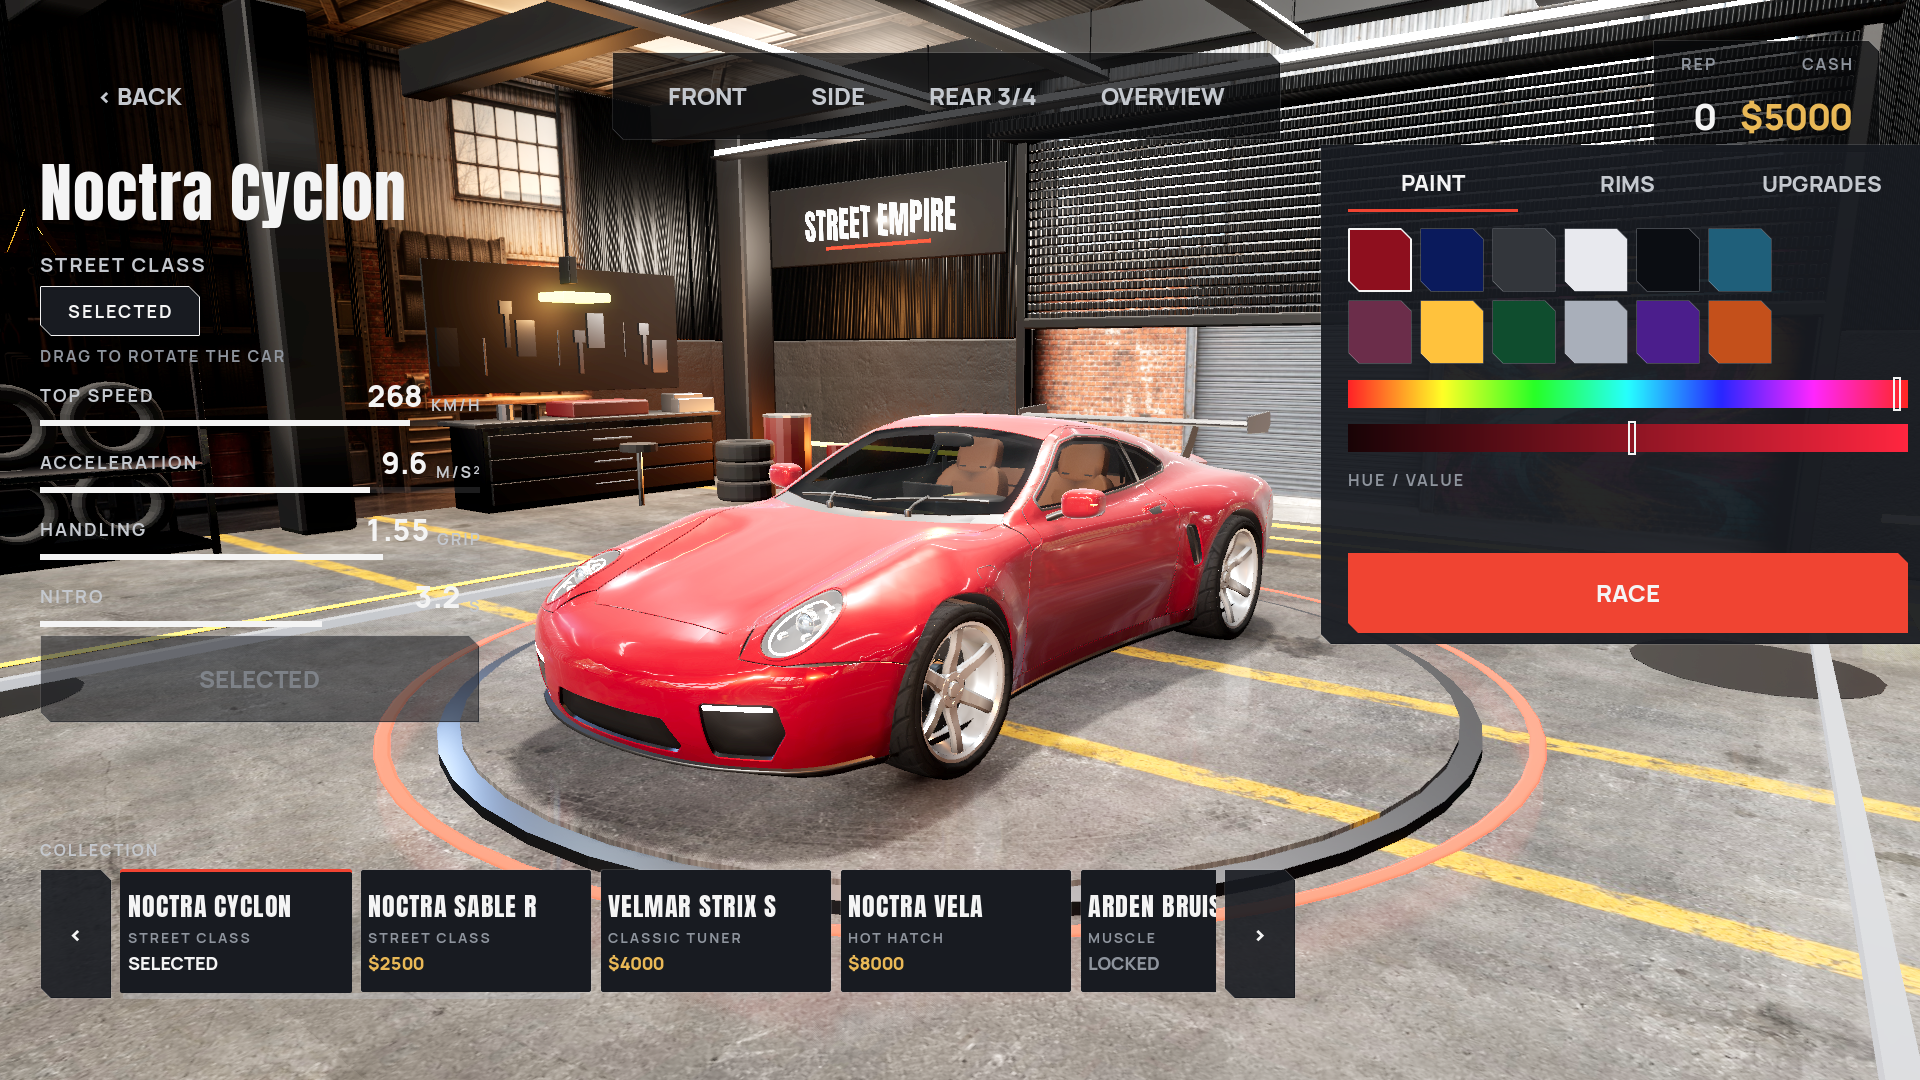 ‹ BACK
FRONT SIDE REAR 3/4 OVERVIEW
REP CASH
0 $5000
Noctra Cyclon
STREET CLASS
SELECTED
DRAG TO ROTATE THE CAR
TOP SPEED 268 KM/H
ACCELERATION 9.6 M/S²
HANDLING 1.55 GRIP
NITRO 3.2
SELECTED
STREET EMPIRE
PAINT RIMS UPGRADES
HUE / VALUE
RACE
COLLECTION
‹
NOCTRA CYCLON
STREET CLASS
SELECTED
NOCTRA SABLE R
STREET CLASS
$2500
VELMAR STRIX S
CLASSIC TUNER
$4000
NOCTRA VELA
HOT HATCH
$8000
ARDEN BRUIS
MUSCLE
LOCKED
›